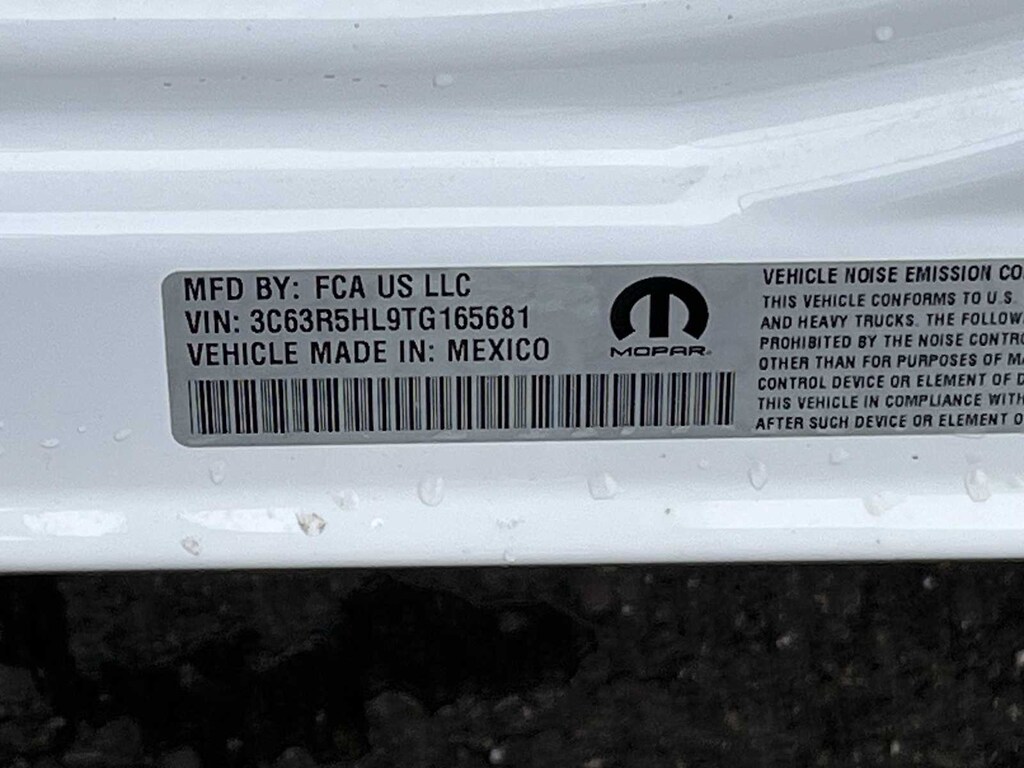 MFD BY: FCA US LLC
VIN: 3C63R5HL9TG165681
VEHICLE MADE IN: MEXICO
MOPAR
VEHICLE NOISE EMISSION CO
THIS VEHICLE CONFORMS TO U.S.
AND HEAVY TRUCKS. THE FOLLOW
PROHIBITED BY THE NOISE CONTR
OTHER THAN FOR PURPOSES OF MA
CONTROL DEVICE OR ELEMENT OF D
THIS VEHICLE IN COMPLIANCE WITH
AFTER SUCH DEVICE OR ELEMENT O